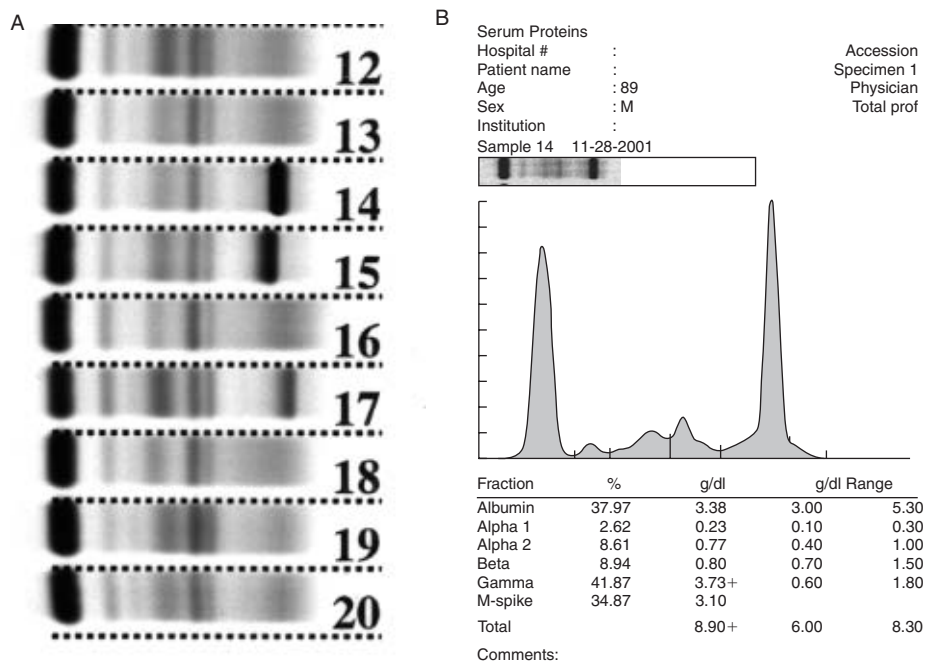 A
12
13
14
15
16
17
18
19
20
B
Serum Proteins
Hospital # : Accession
Patient name : Specimen 1
Age : 89 Physician
Sex : M Total prof
Institution :
Sample 14 11-28-2001
Fraction % g/dl g/dl Range
Albumin 37.97 3.38 3.00 5.30
Alpha 1 2.62 0.23 0.10 0.30
Alpha 2 8.61 0.77 0.40 1.00
Beta 8.94 0.80 0.70 1.50
Gamma 41.87 3.73+ 0.60 1.80
M-spike 34.87 3.10
Total 8.90+ 6.00 8.30
Comments: